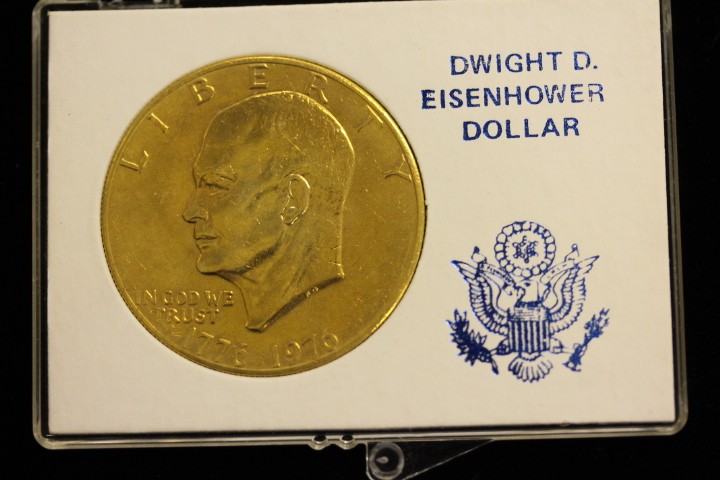 LIBERTY
IN GOD WE
TRUST
1776 1976
DWIGHT D.
EISENHOWER
DOLLAR